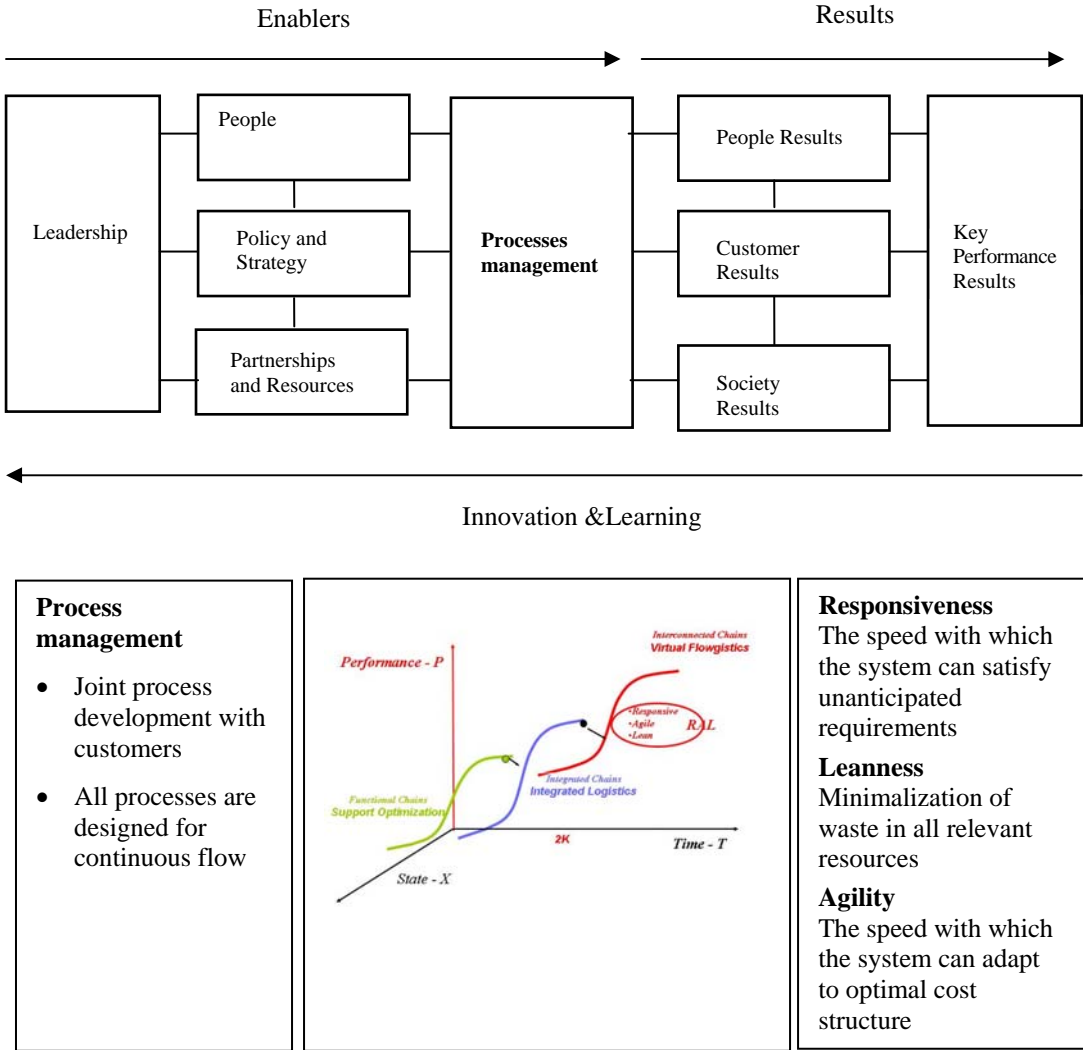 Enablers
Results
Leadership
People
Policy and
Strategy
Partnerships
and Resources
Processes
management
People Results
Customer
Results
Society
Results
Key
Performance
Results
Innovation &Learning
Process
management
• Joint process
development with
customers
• All processes are
designed for
continuous flow
Performance - P
Interconnected Chains
Virtual Flowgistics
•Responsive
•Agile
•Lean
RAL
Integrated Chains
Integrated Logistics
Functional Chains
Support Optimization
2K
Time - T
State - X
Responsiveness
The speed with which
the system can satisfy
unanticipated
requirements
Leanness
Minimalization of
waste in all relevant
resources
Agility
The speed with which
the system can adapt
to optimal cost
structure